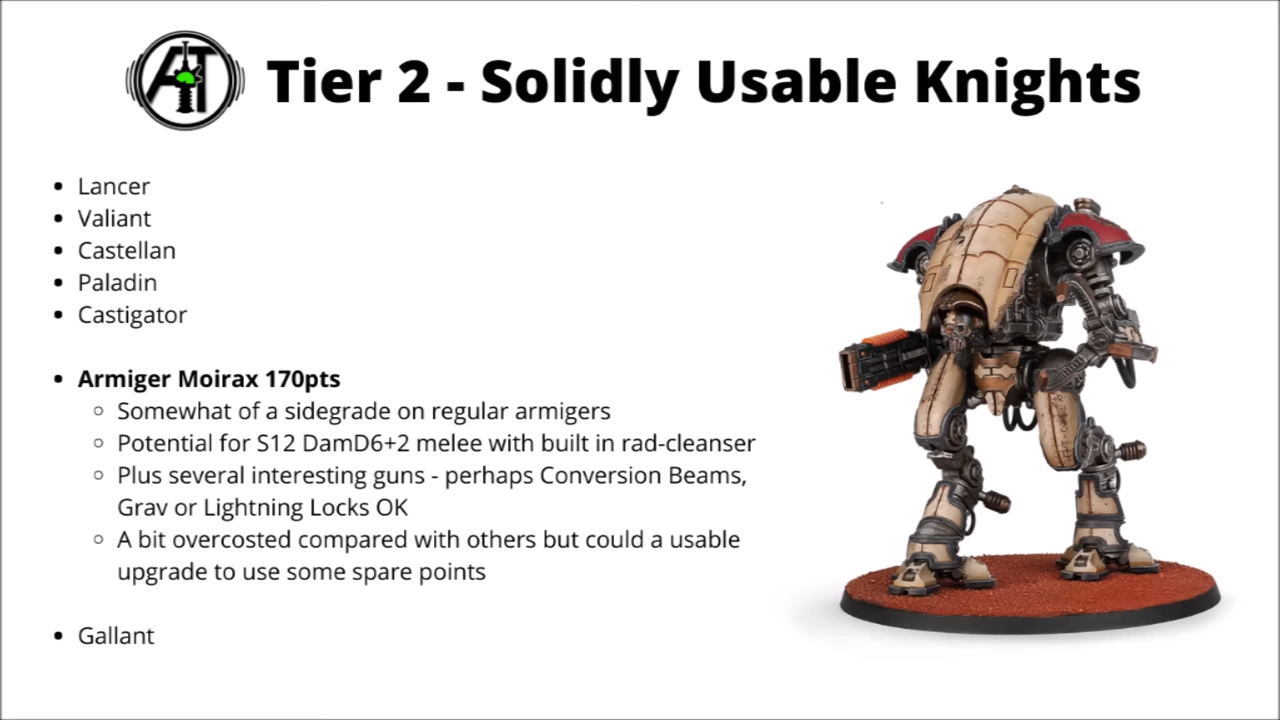 AT
Tier 2 - Solidly Usable Knights
• Lancer
• Valiant
• Castellan
• Paladin
• Castigator
• Armiger Moirax 170pts
○ Somewhat of a sidegrade on regular armigers
○ Potential for S12 DamD6+2 melee with built in rad-cleanser
○ Plus several interesting guns - perhaps Conversion Beams,
Grav or Lightning Locks OK
○ A bit overcosted compared with others but could a usable
upgrade to use some spare points
• Gallant